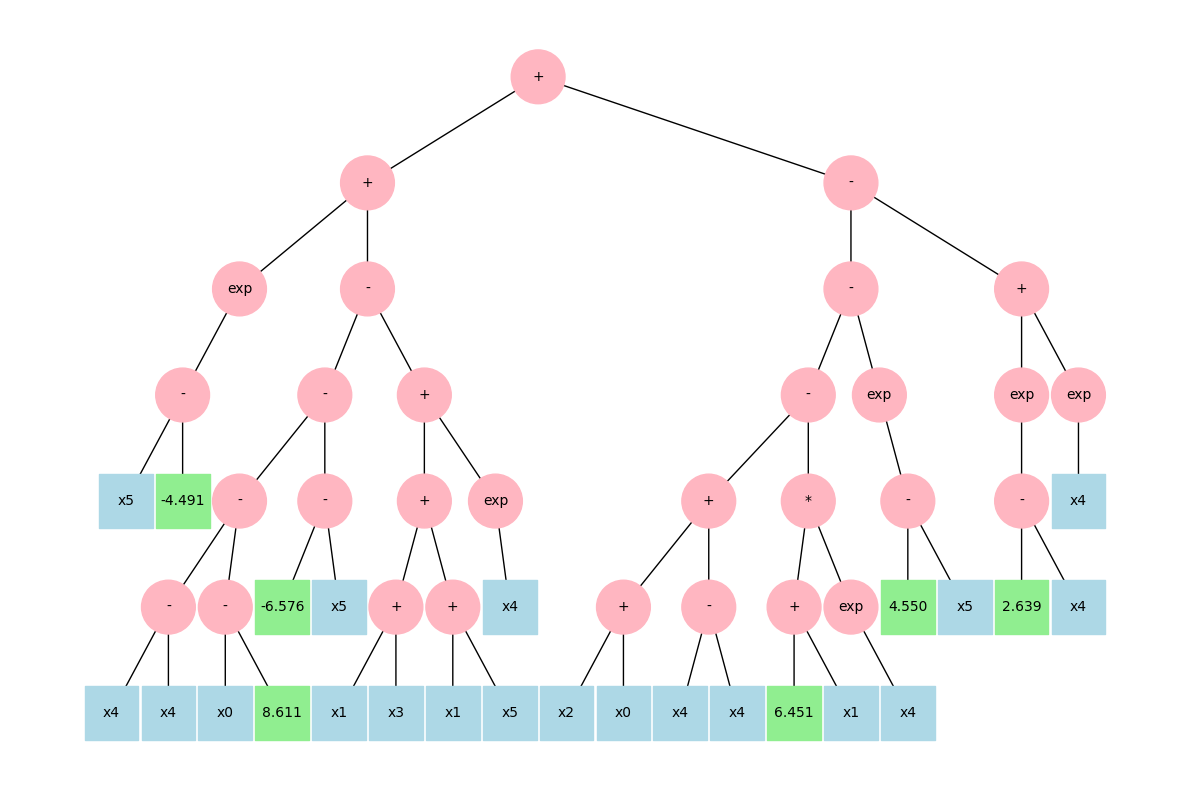 +
+ -
exp - - +
- - + - exp exp exp
x5 -4.491 - - + exp + * - - x4
- - -6.576 x5 + + x4 + - + exp 4.550 x5 2.639 x4
x4 x4 x0 8.611 x1 x3 x1 x5 x2 x0 x4 x4 6.451 x1 x4